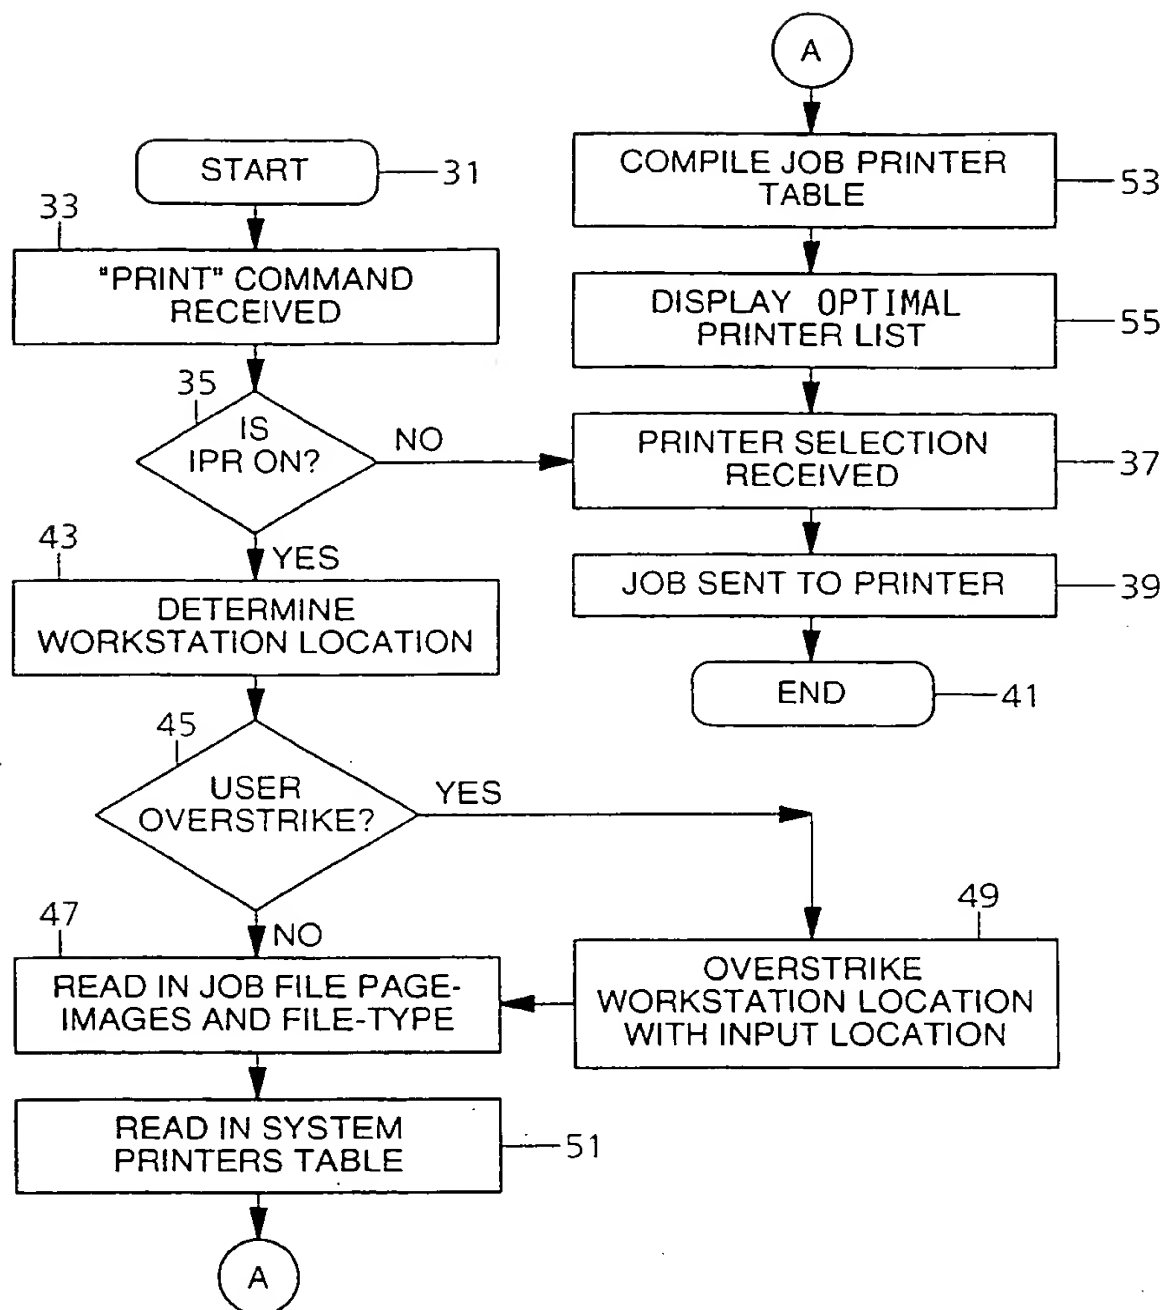 START
31
33
"PRINT" COMMAND
RECEIVED
35
IS
IPR ON?
NO
YES
43
DETERMINE
WORKSTATION LOCATION
45
USER
OVERSTRIKE?
YES
NO
47
READ IN JOB FILE PAGE-
IMAGES AND FILE-TYPE
49
OVERSTRIKE
WORKSTATION LOCATION
WITH INPUT LOCATION
READ IN SYSTEM
PRINTERS TABLE
51
A
A
COMPILE JOB PRINTER
TABLE
53
DISPLAY OPTIMAL
PRINTER LIST
55
PRINTER SELECTION
RECEIVED
37
JOB SENT TO PRINTER
39
END
41